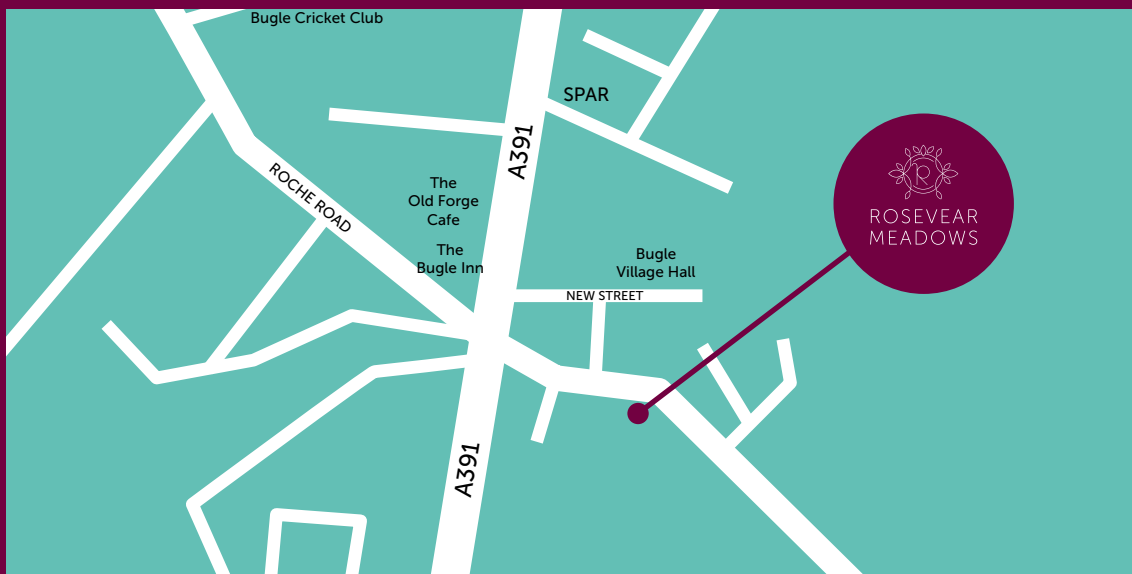 Bugle Cricket Club
SPAR
A391
ROCHE ROAD
The
Old Forge
Cafe
The
Bugle Inn
Bugle
Village Hall
NEW STREET
R
ROSEVEAR
MEADOWS
A391